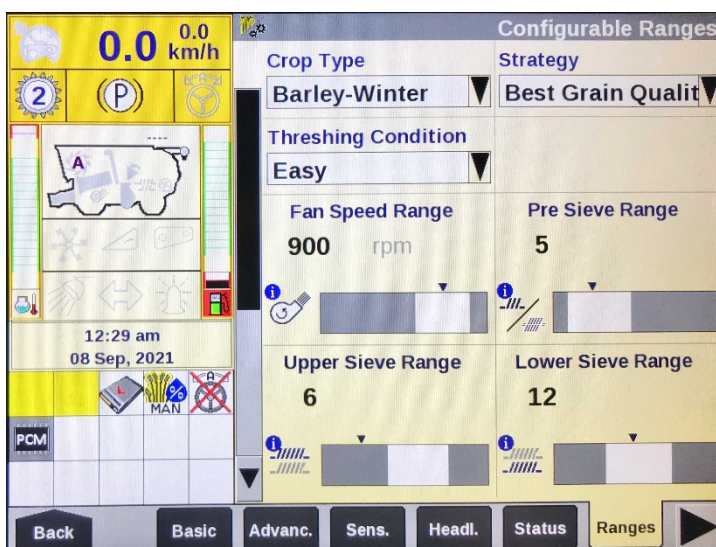 0.0
0.0
km/h
2
(P)
A
A
----
12:29 am
08 Sep, 2021
L
%
MAN
A
PCM
Configurable Ranges
Crop Type
Strategy
Barley-Winter
Best Grain Qualit
Threshing Condition
Easy
Fan Speed Range
Pre Sieve Range
900 rpm
5
i
i
Upper Sieve Range
Lower Sieve Range
6
12
i
i
Back
Basic
Advanc.
Sens.
Headl.
Status
Ranges